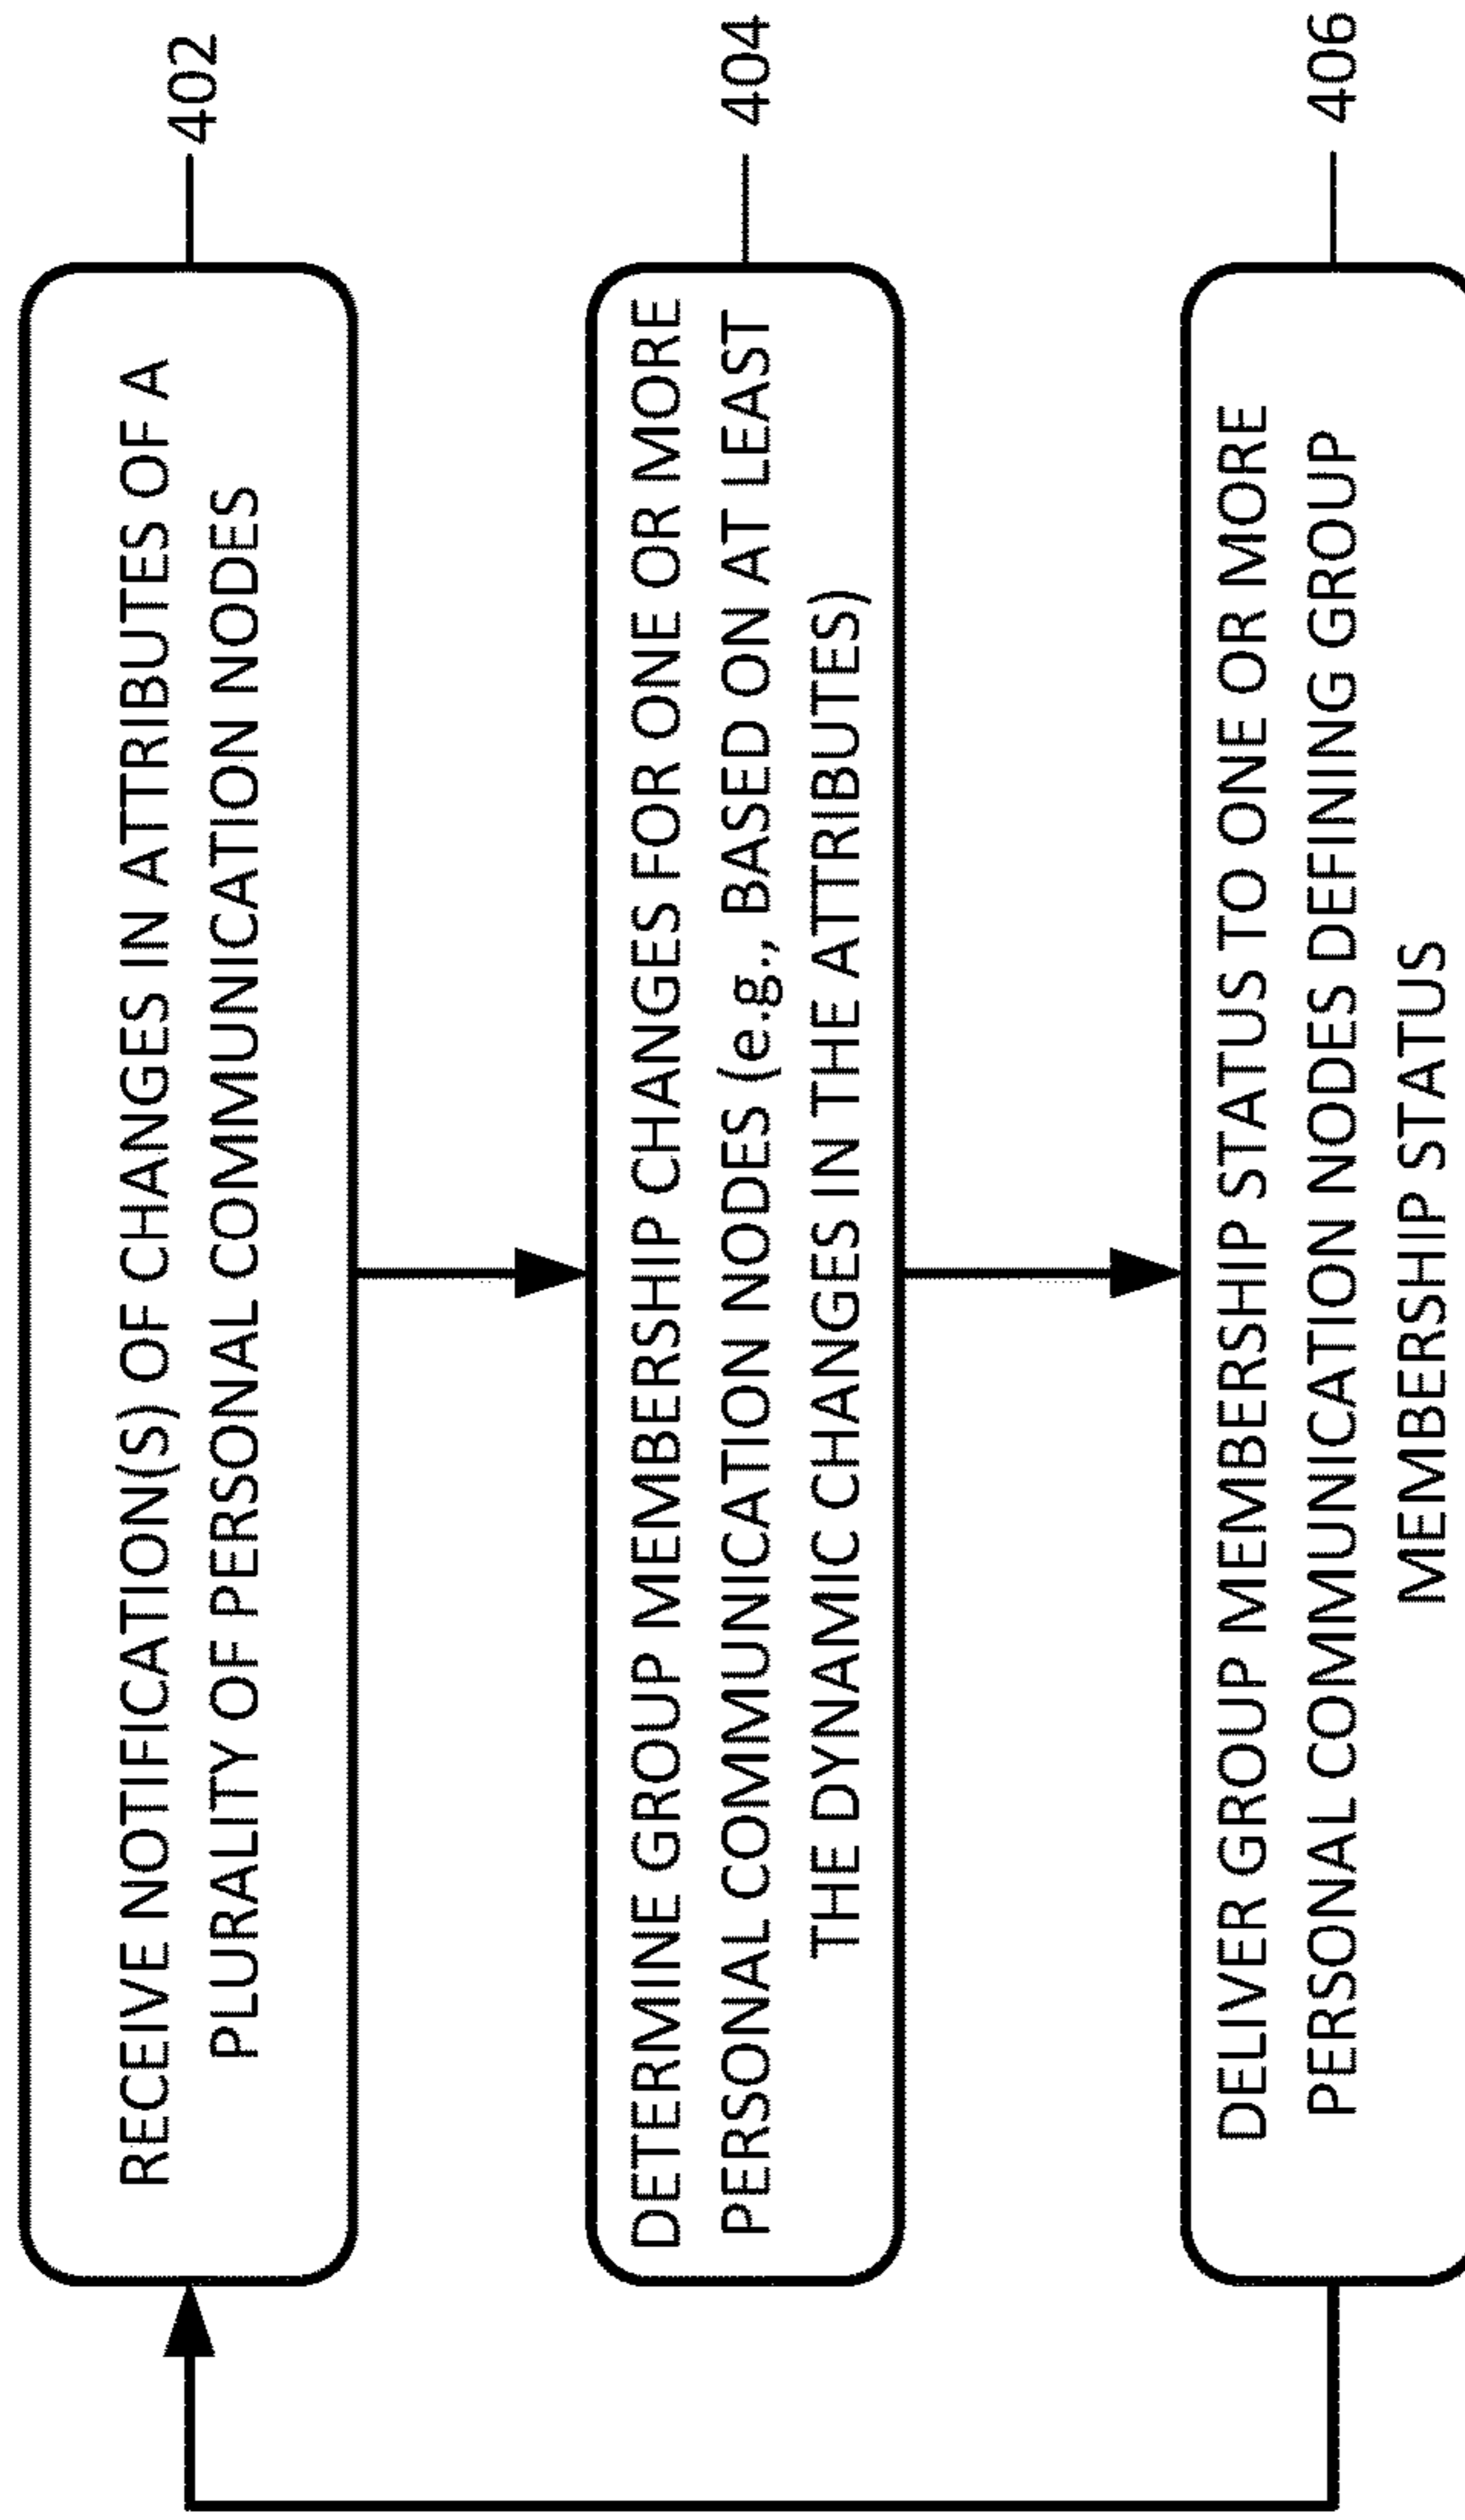 RECEIVE NOTIFICATION(S) OF CHANGES IN ATTRIBUTES OF A
PLURALITY OF PERSONAL COMMUNICATION NODES
402
DETERMINE GROUP MEMBERSHIP CHANGES FOR ONE OR MORE
PERSONAL COMMUNICATION NODES (e.g., BASED ON AT LEAST
THE DYNAMIC CHANGES IN THE ATTRIBUTES)
404
DELIVER GROUP MEMBERSHIP STATUS TO ONE OR MORE
PERSONAL COMMUNICATION NODES DEFINING GROUP
MEMBERSHIP STATUS
406